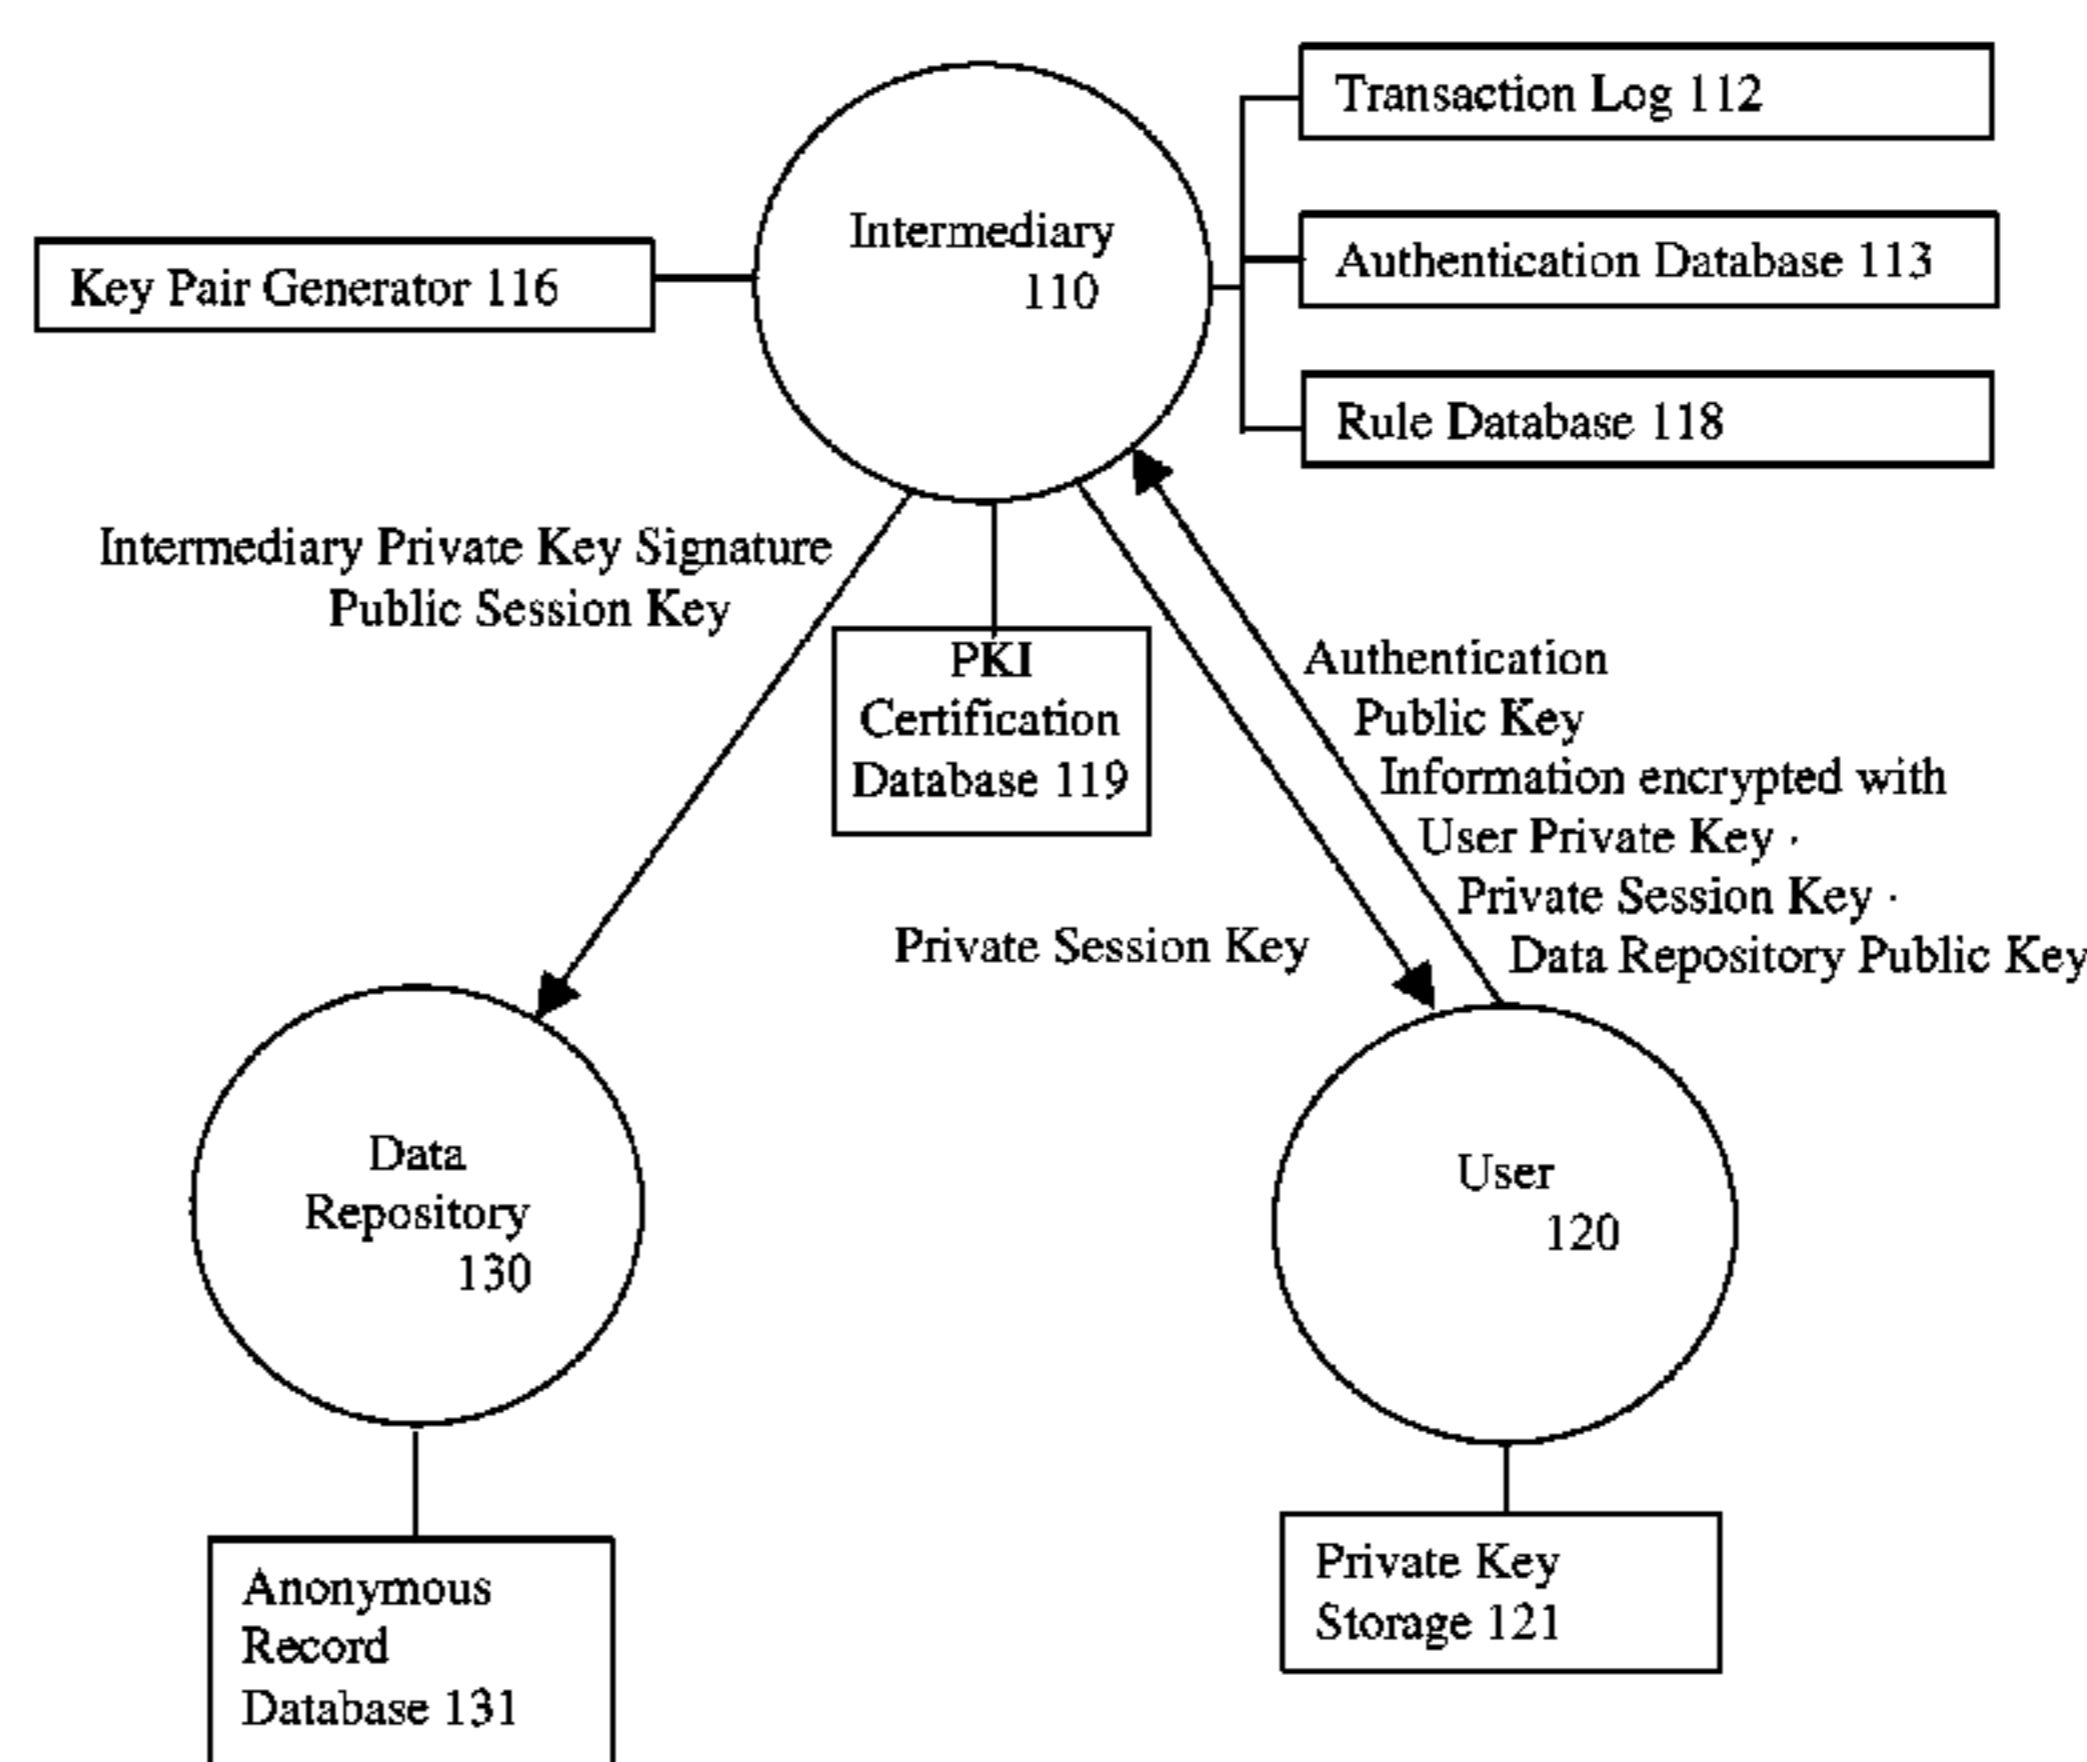 Transaction Log 112
Intermediary
110
Authentication Database 113
Key Pair Generator 116
Rule Database 118
Intermediary Private Key Signature
Public Session Key
PKI
Certification
Database 119
Authentication
Public Key
Information encrypted with
User Private Key ·
Private Session Key ·
Data Repository Public Key
Private Session Key
Data
Repository
130
User
120
Anonymous
Record
Database 131
Private Key
Storage 121